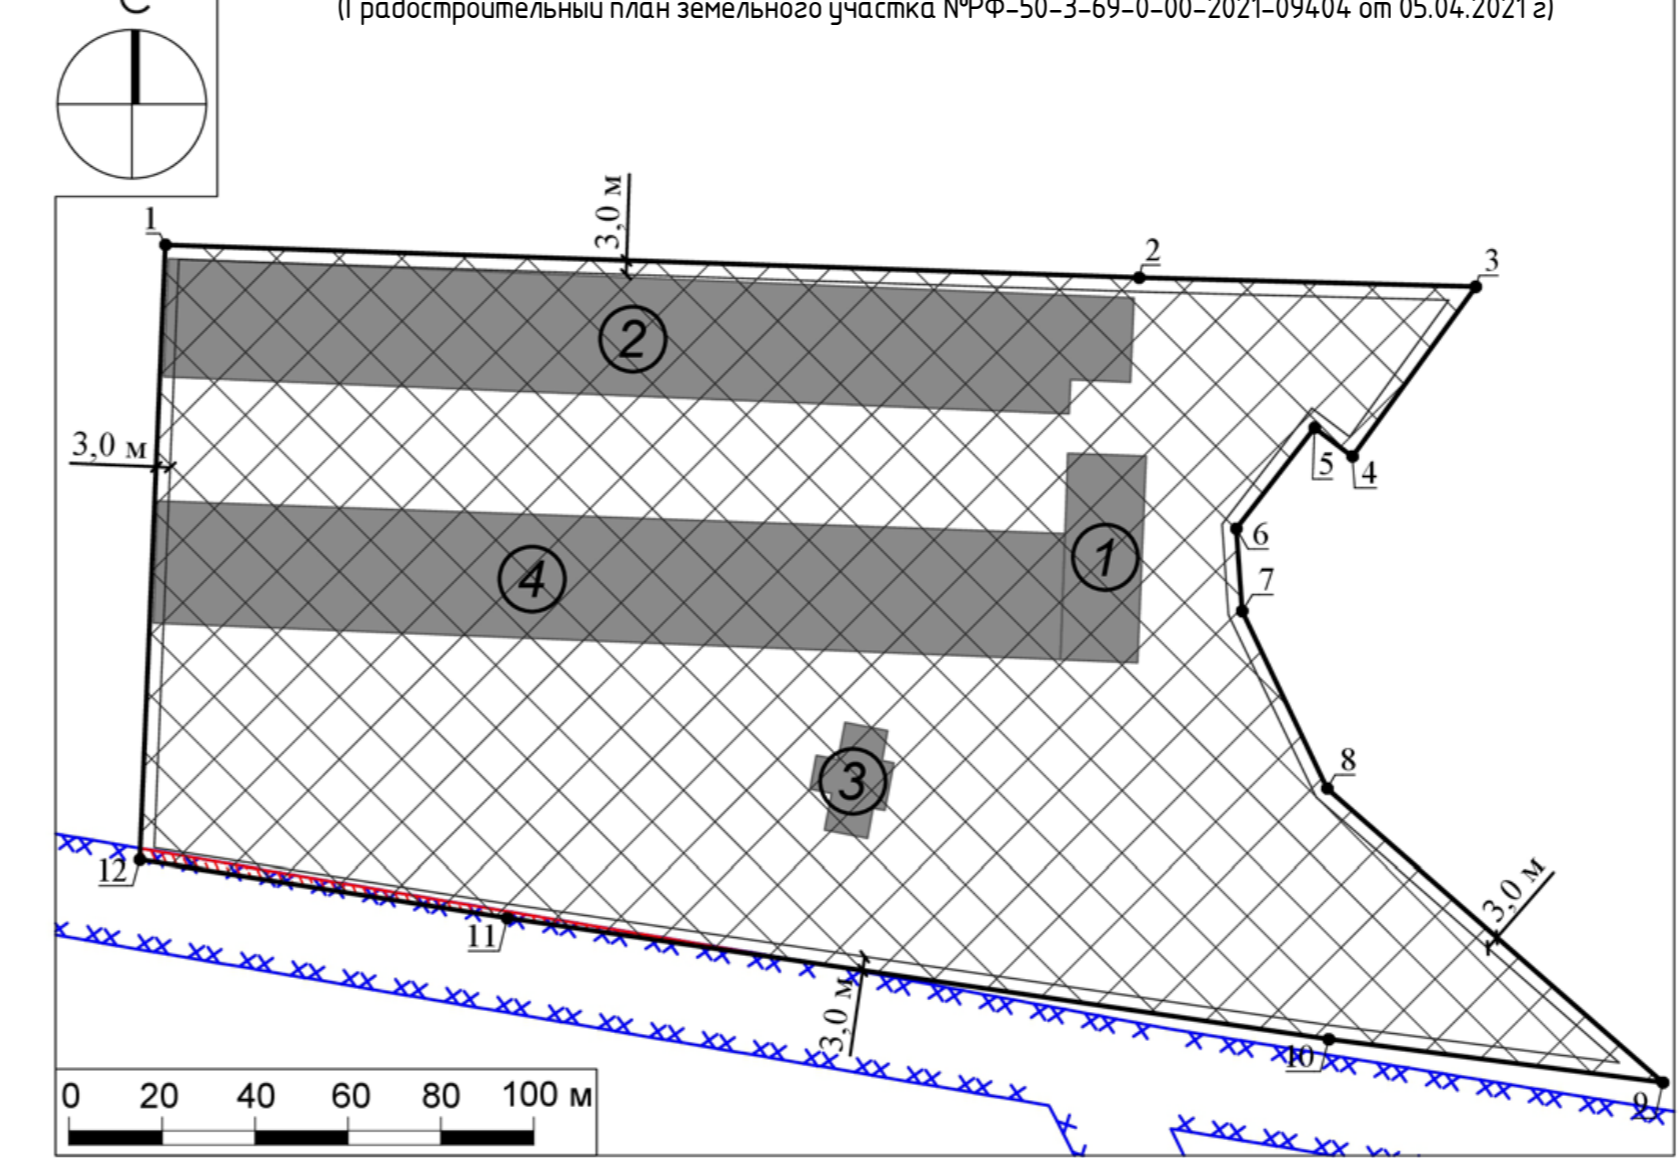 (Градостроительный план земельного участка №РФ-50-3-69-0-00-2021-09404 от 05.04.2021 г)
С
1
3,0 м
2
3
2
3,0 м
5
4
6
4
1
7
3
8
12
11
3,0 м
3,0 м
10
9
0 20 40 60 80 100 м